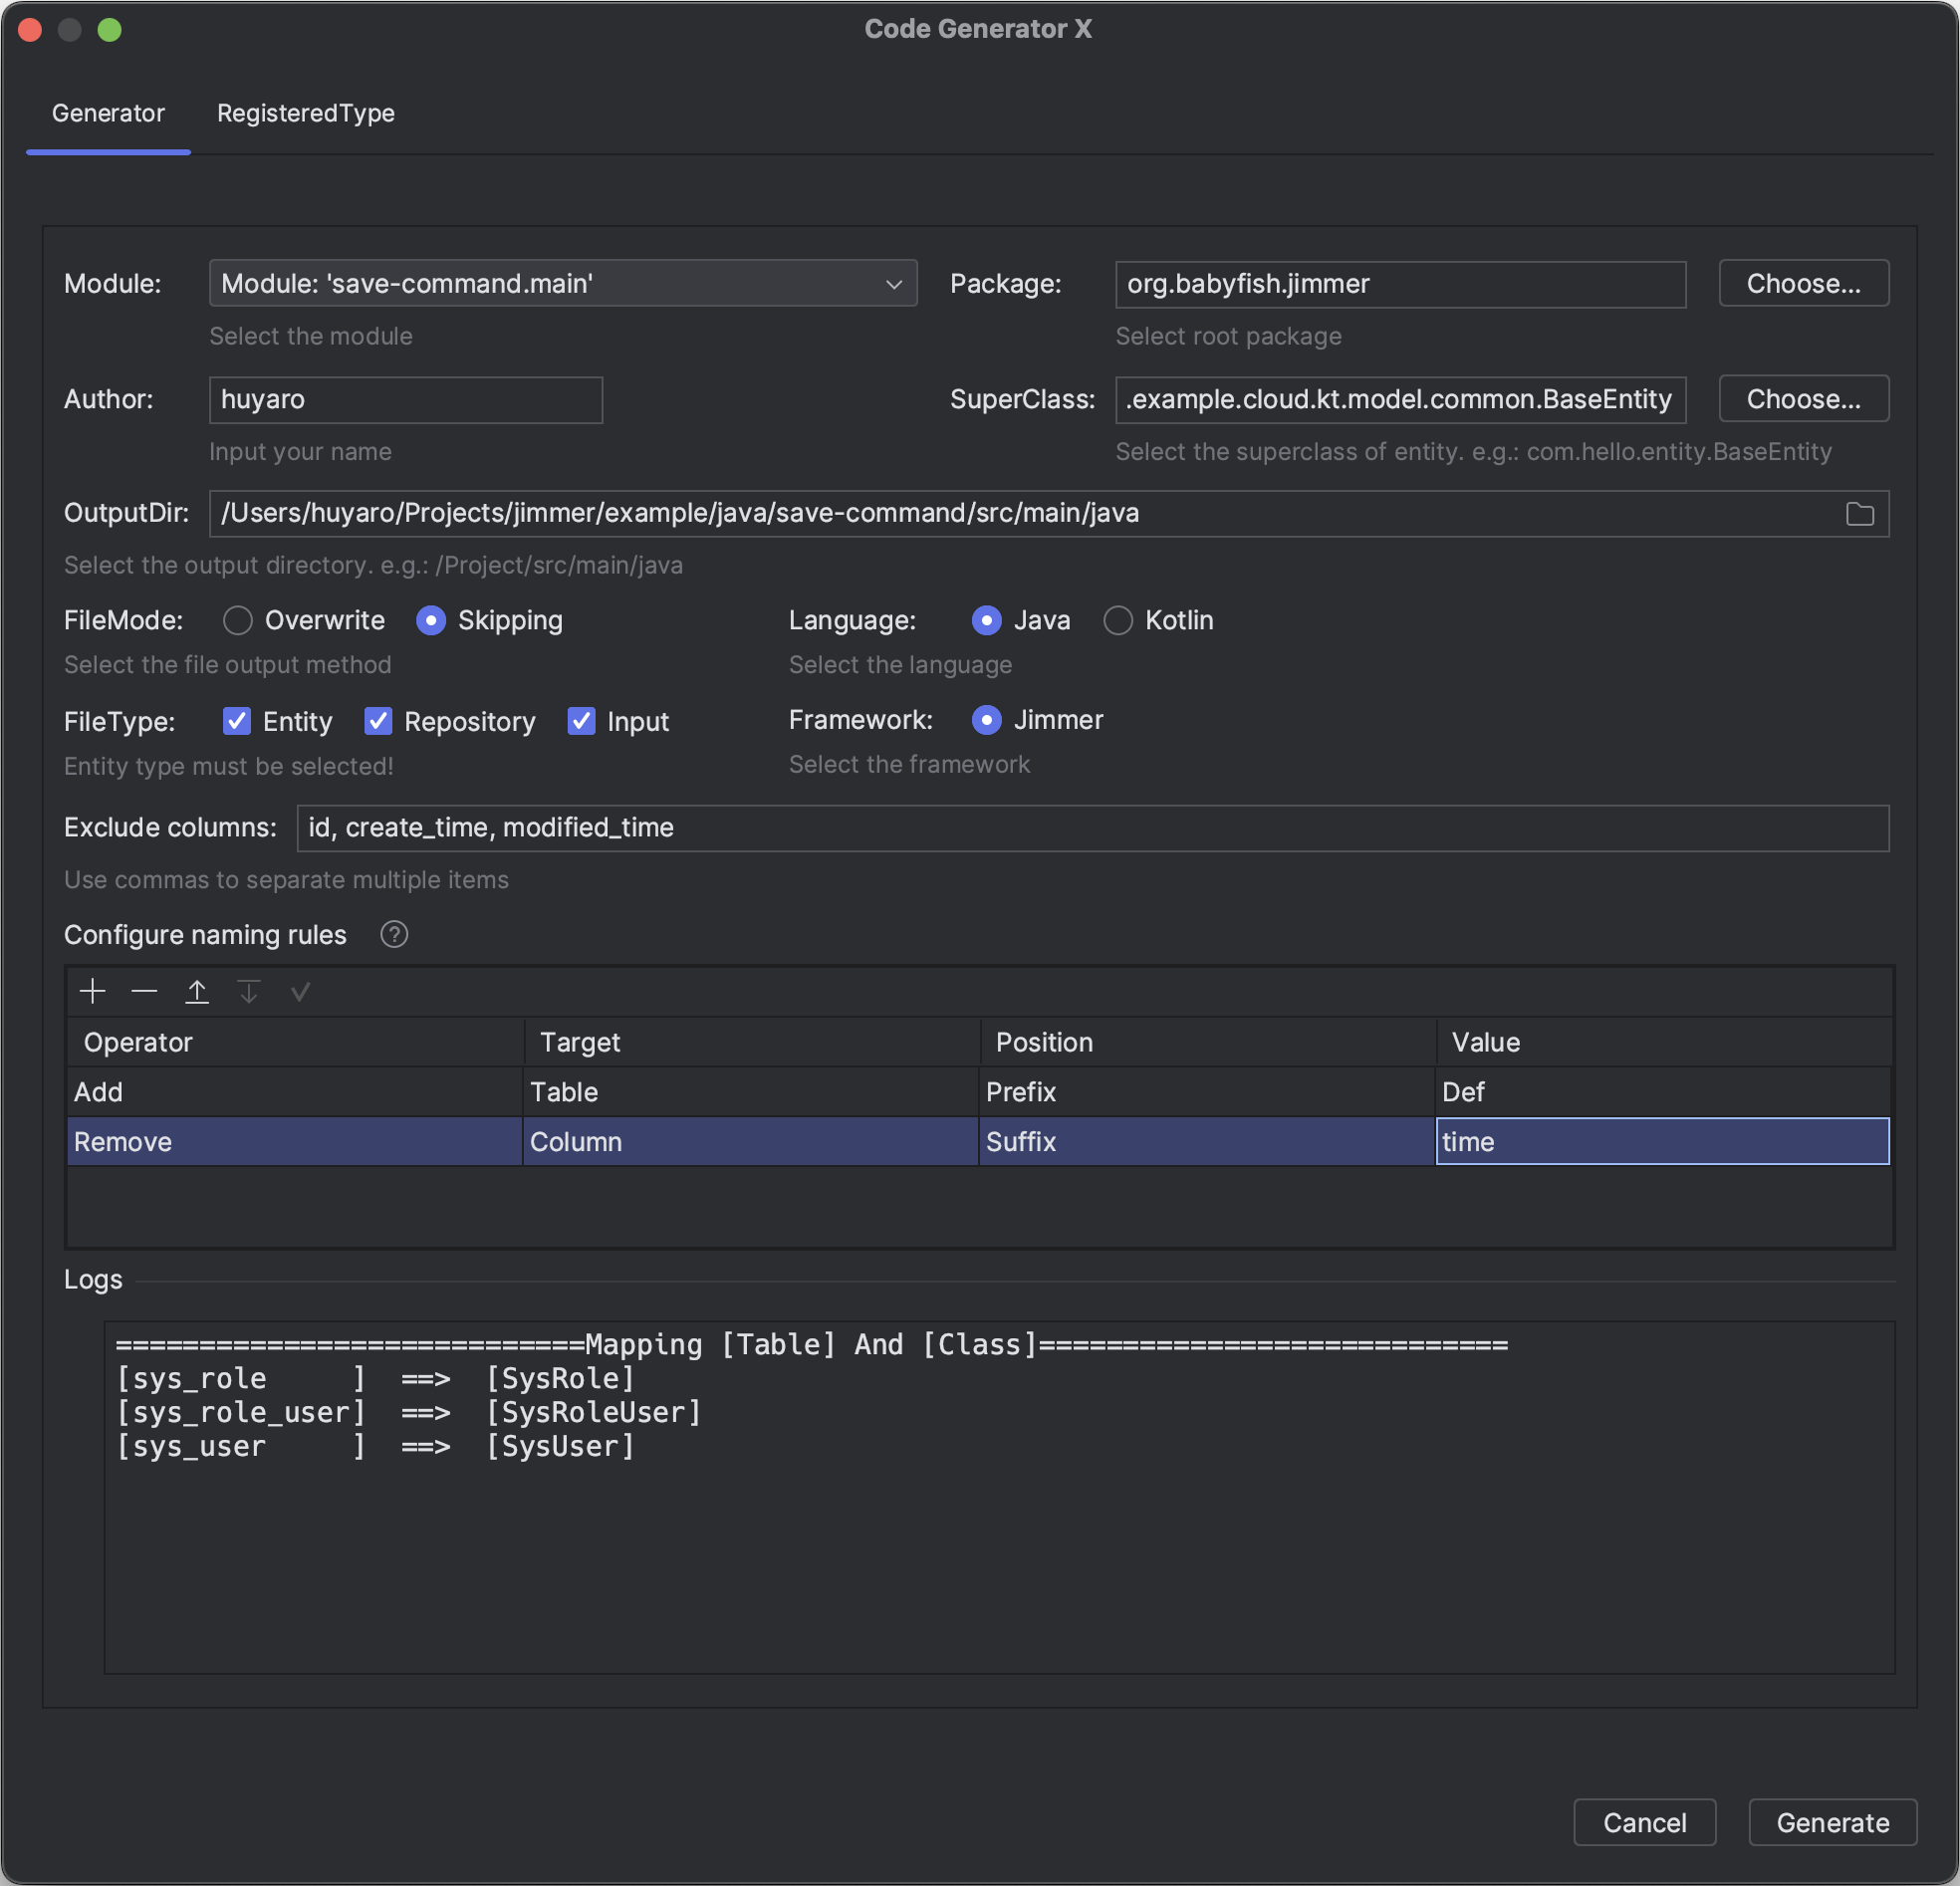 Code Generator X
Generator RegisteredType
Module: Module: 'save-command.main' Package: org.babyfish.jimmer Choose...
Select the module Select root package
Author: huyaro SuperClass: .example.cloud.kt.model.common.BaseEntity Choose...
Input your name Select the superclass of entity. e.g.: com.hello.entity.BaseEntity
OutputDir: /Users/huyaro/Projects/jimmer/example/java/save-command/src/main/java
Select the output directory. e.g.: /Project/src/main/java
FileMode: Overwrite Skipping Language: Java Kotlin
Select the file output method Select the language
FileType: Entity Repository Input Framework: Jimmer
Entity type must be selected! Select the framework
Exclude columns: id, create_time, modified_time
Use commas to separate multiple items
Configure naming rules ?
Operator Target Position Value
Add Table Prefix Def
Remove Column Suffix time
Logs
============================Mapping [Table] And [Class]============================
[sys_role     ]  ==>  [SysRole]
[sys_role_user]  ==>  [SysRoleUser]
[sys_user     ]  ==>  [SysUser]
Cancel Generate